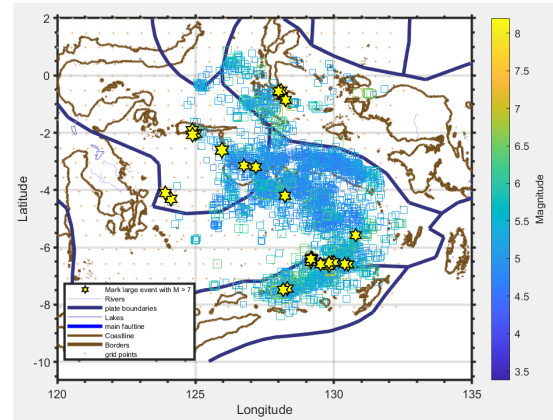 2
0
-2
-4
-6
-8
-10
Latitude
120
125
130
135
Longitude
Mark large event with M > 7
Rivers
plate boundaries
Lakes
main faultline
Coastline
Borders
grid points
8
7.5
7
6.5
6
5.5
5
4.5
4
3.5
Magnitude